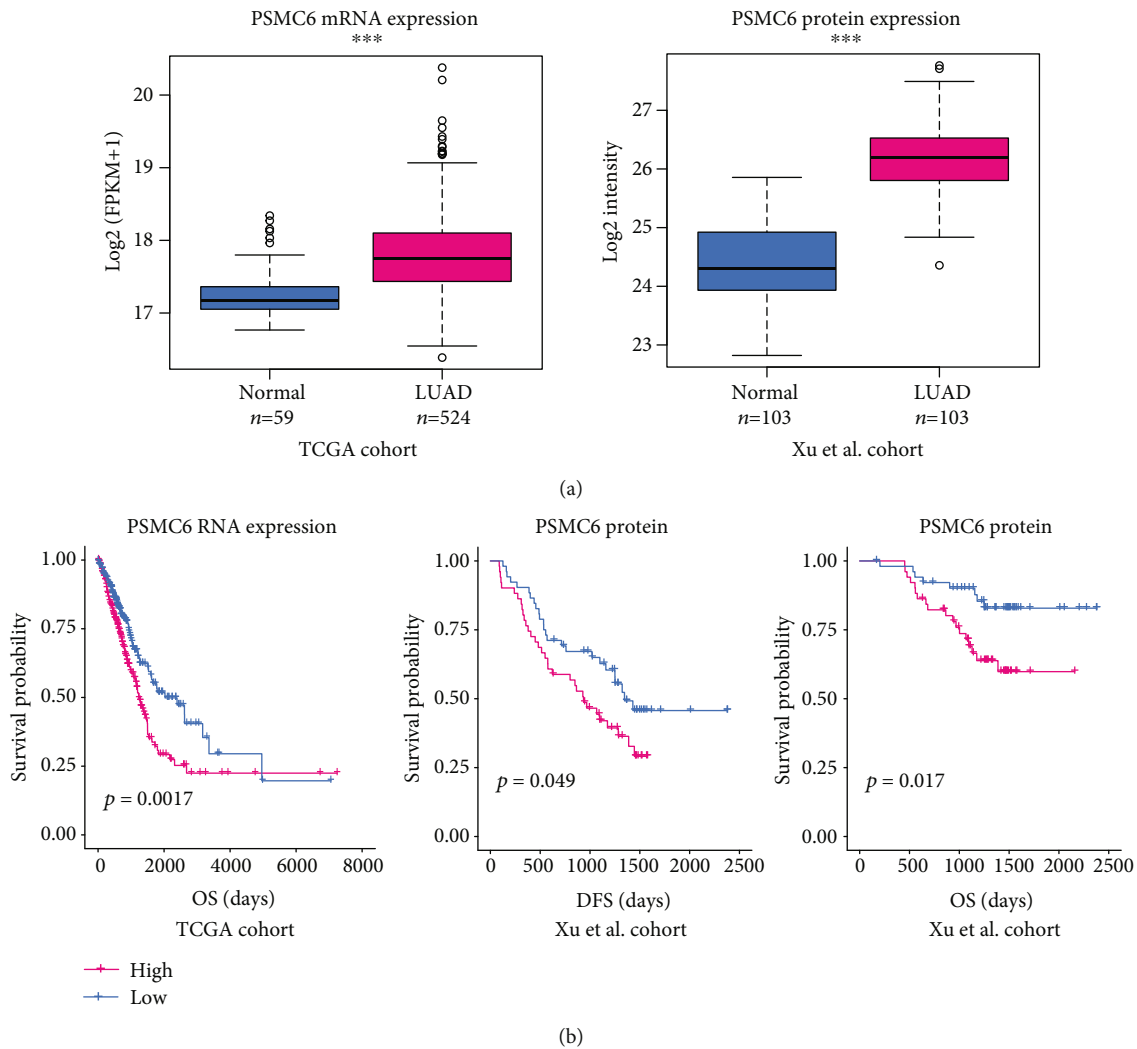 PSMC6 mRNA expression
***
Log2 (FPKM+1)
20
19
18
17
Normal
n=59
LUAD
n=524
TCGA cohort
PSMC6 protein expression
***
Log2 intensity
27
26
25
24
23
Normal
n=103
LUAD
n=103
Xu et al. cohort
(a)
PSMC6 RNA expression
Survival probability
1.00
0.75
0.50
0.25
0.00
p = 0.0017
0 2000 4000 6000 8000
OS (days)
TCGA cohort
PSMC6 protein
Survival probability
1.00
0.75
0.50
0.25
0.00
p = 0.049
0 500 1000 1500 2000 2500
DFS (days)
Xu et al. cohort
PSMC6 protein
Survival probability
1.00
0.75
0.50
0.25
0.00
p = 0.017
0 500 1000 1500 2000 2500
OS (days)
Xu et al. cohort
High
Low
(b)